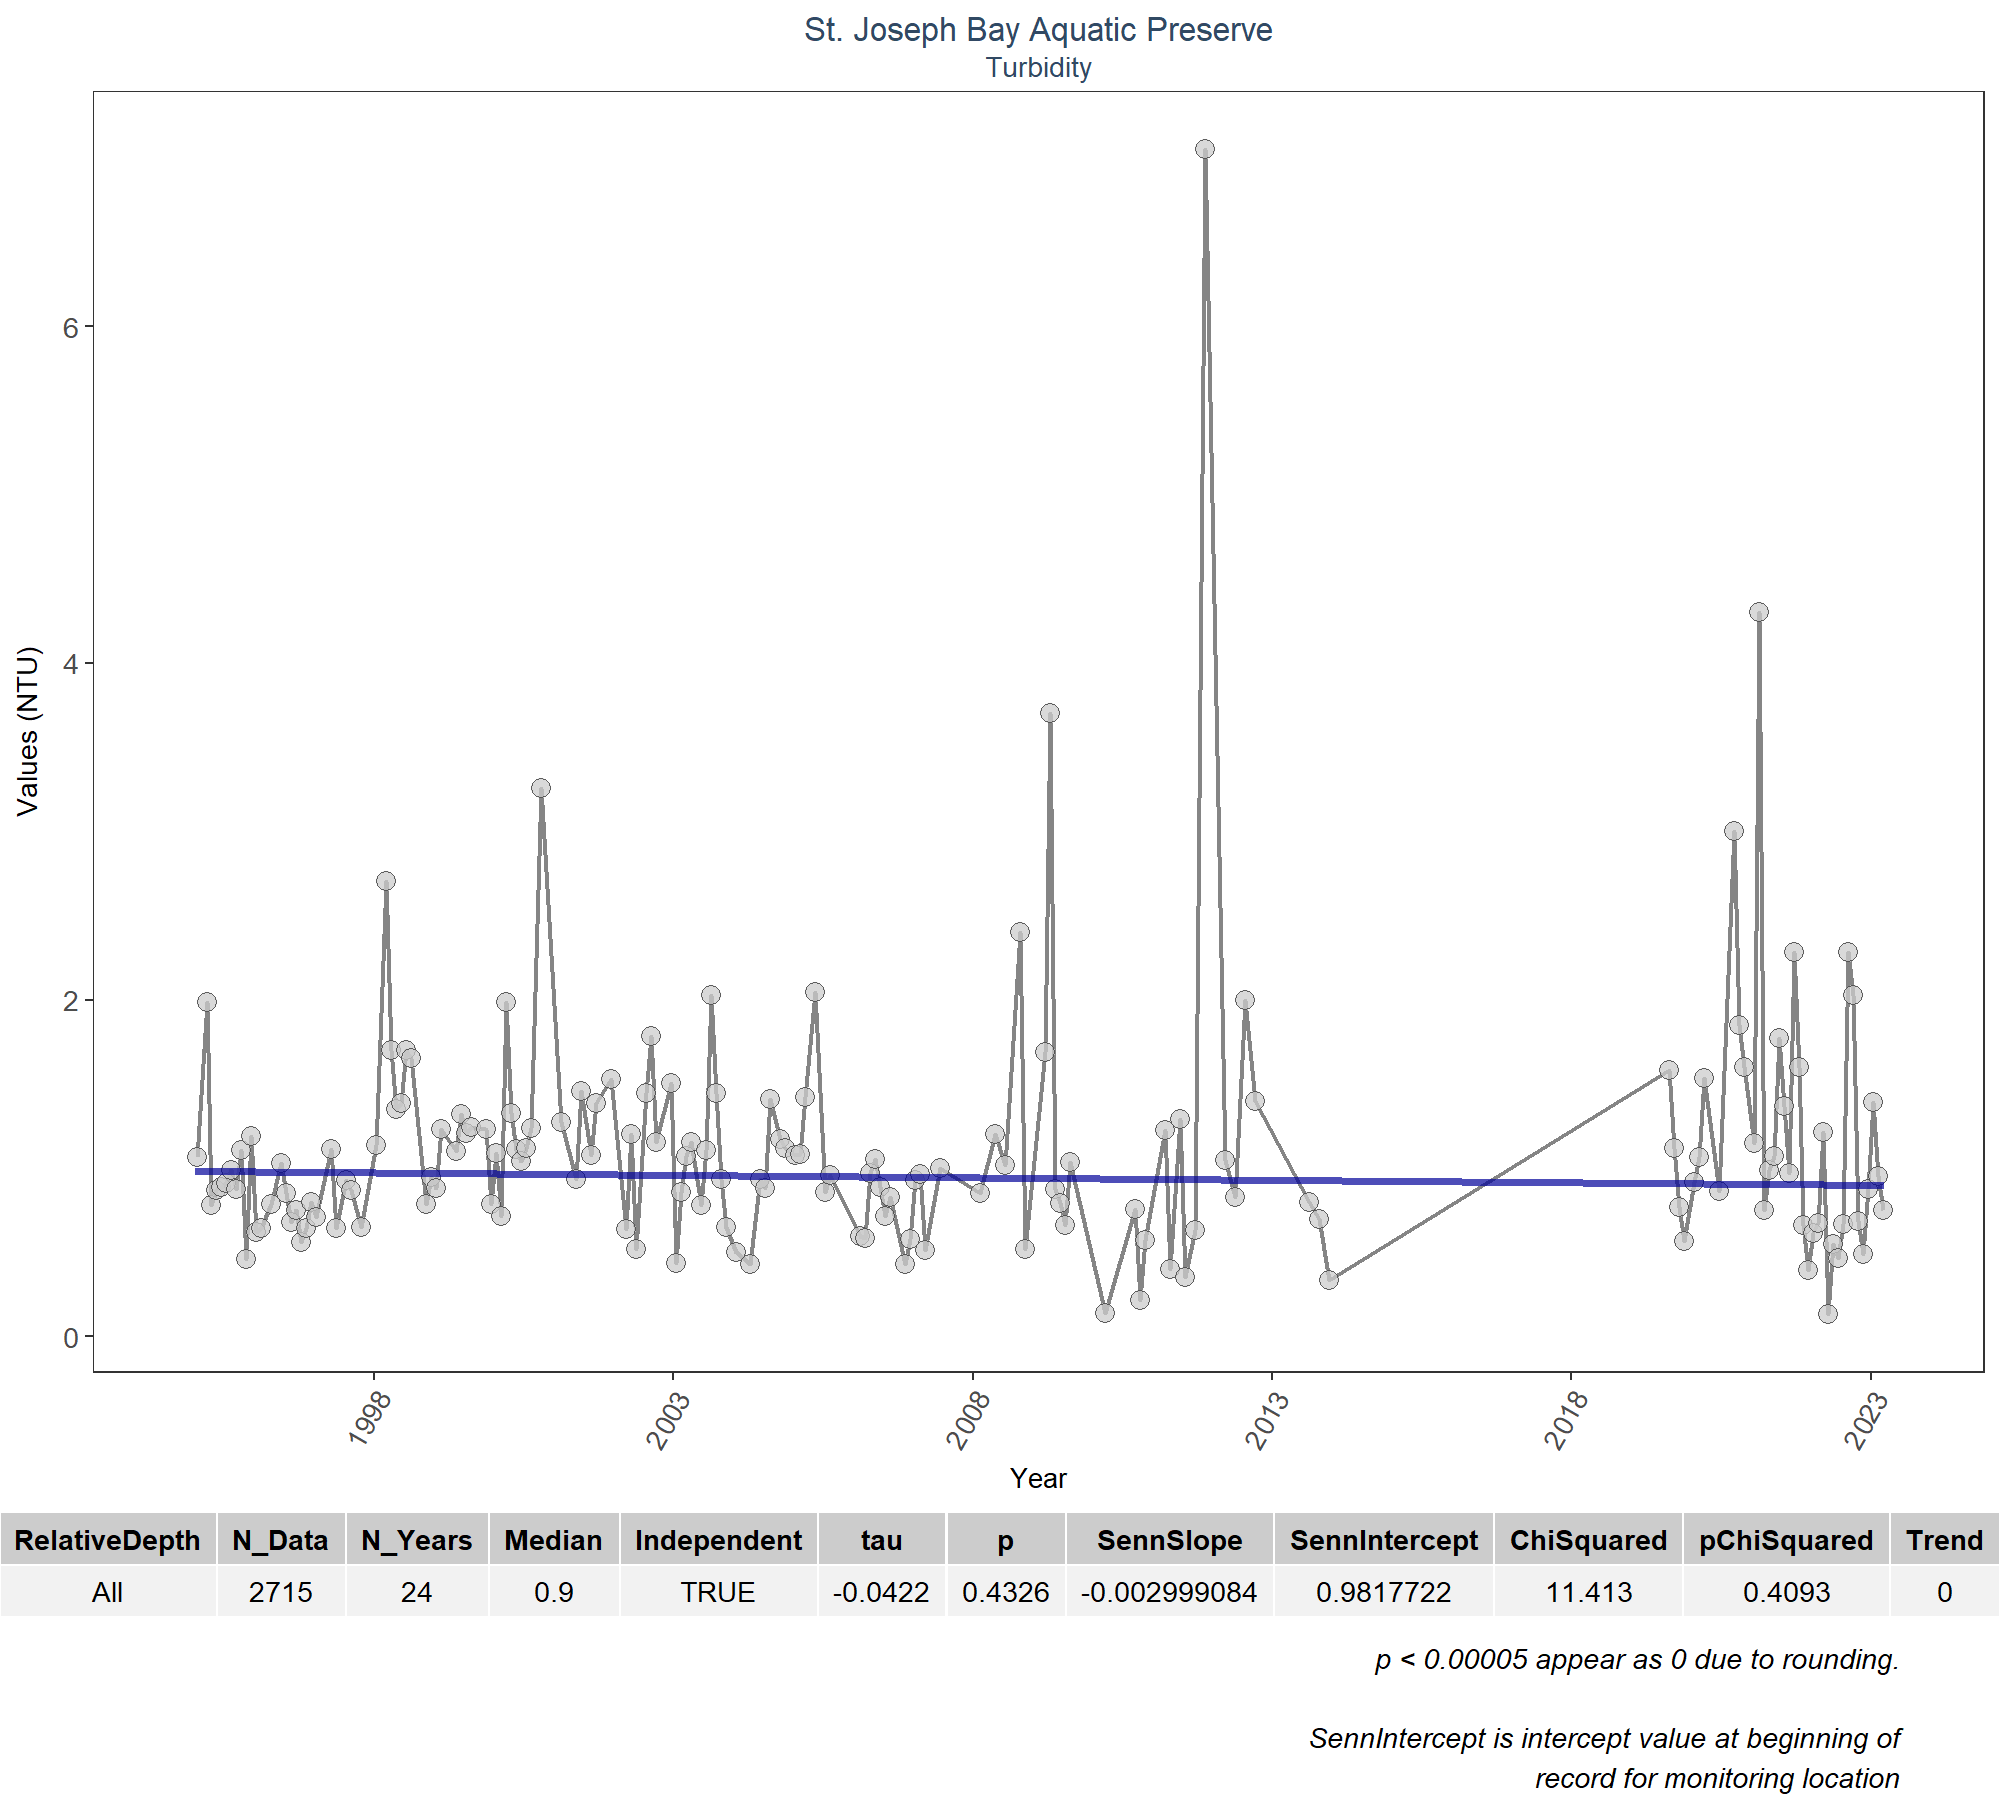 St. Joseph Bay Aquatic Preserve
Turbidity
Values (NTU)
6
4
2
0
1998 2003 2008 2013 2018 2023
Year
RelativeDepth N_Data N_Years Median Independent tau p SennSlope SennIntercept ChiSquared pChiSquared Trend
All 2715 24 0.9 TRUE -0.0422 0.4326 -0.002999084 0.9817722 11.413 0.4093 0
p < 0.00005 appear as 0 due to rounding.
SennIntercept is intercept value at beginning of
record for monitoring location